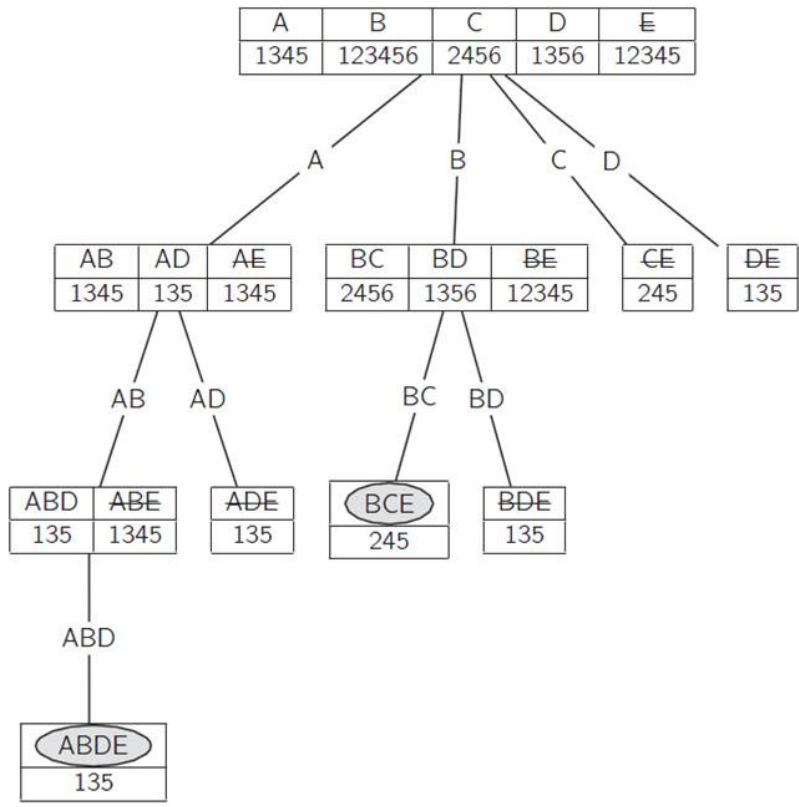 A B C D E
1345 123456 2456 1356 12345
A B C D
AB AD AE BC BD BE CE DE
1345 135 1345 2456 1356 12345 245 135
AB AD BC BD
ABD ABE ADE BCE BDE
135 1345 135 245 135
ABD
ABDE
135